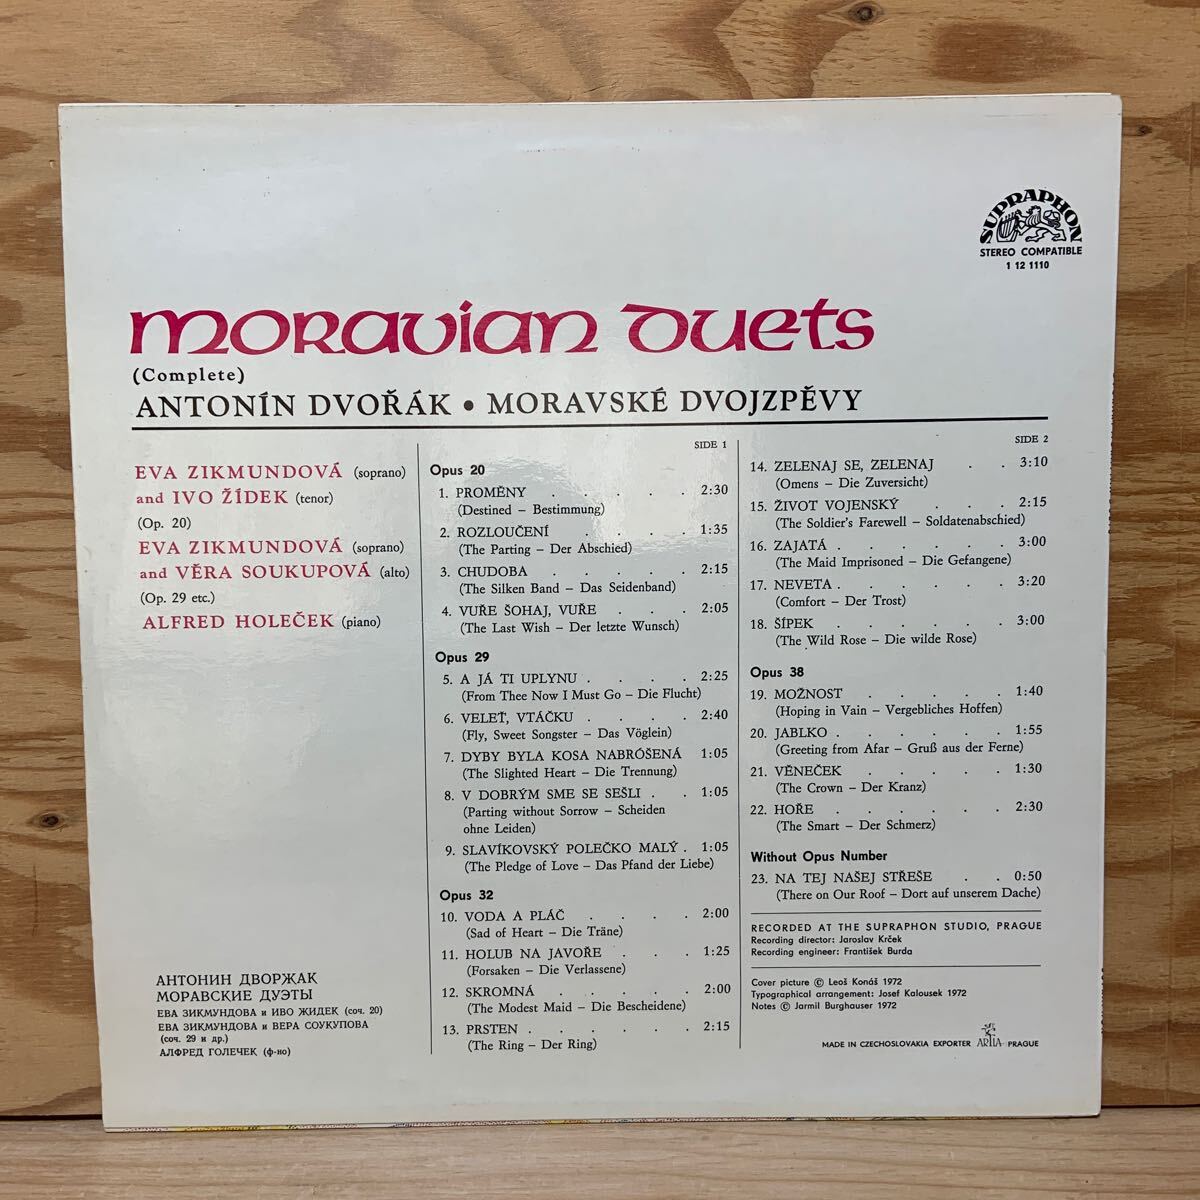 SUPRAPHON
STEREO COMPATIBLE
1 12 1110
moravian duets
(Complete)
ANTONÍN DVOŘÁK • MORAVSKÉ DVOJZPĚVY
EVA ZIKMUNDOVÁ (soprano)
and IVO ŽÍDEK (tenor)
(Op. 20)
EVA ZIKMUNDOVÁ (soprano)
and VĚRA SOUKUPOVÁ (alto)
(Op. 29 etc.)
ALFRED HOLEČEK (piano)
АНТОНИН ДВОРЖАК
МОРАВСКИЕ ДУЭТЫ
ЕВА ЗИКМУНДОВА и ИВО ЖИДЕК (соч. 20)
ЕВА ЗИКМУНДОВА и ВЕРА СОУКУПОВА
(соч. 29 и др.)
АЛФРЕД ГОЛЕЧЕК (ф-но)
SIDE 1
Opus 20
1. PROMĚNY . . . . . 2:30
(Destined – Bestimmung)
2. ROZLOUČENÍ . . . . 1:35
(The Parting – Der Abschied)
3. CHUDOBA . . . . . 2:15
(The Silken Band – Das Seidenband)
4. VUŘE ŠOHAJ, VUŘE . . . 2:05
(The Last Wish – Der letzte Wunsch)
Opus 29
5. A JÁ TI UPLYNU . . . . 2:25
(From Thee Now I Must Go – Die Flucht)
6. VELEŤ, VTÁČKU . . . . 2:40
(Fly, Sweet Songster – Das Vöglein)
7. DYBY BYLA KOSA NABRÓŠENÁ 1:05
(The Slighted Heart – Die Trennung)
8. V DOBRÝM SME SE SEŠLI . . 1:05
(Parting without Sorrow – Scheiden
ohne Leiden)
9. SLAVÍKOVSKÝ POLEČKO MALÝ . 1:05
(The Pledge of Love – Das Pfand der Liebe)
Opus 32
10. VODA A PLÁČ . . . . 2:00
(Sad of Heart – Die Träne)
11. HOLUB NA JAVOŘE . . . 1:25
(Forsaken – Die Verlassene)
12. SKROMNÁ . . . . . 2:00
(The Modest Maid – Die Bescheidene)
13. PRSTEN . . . . . . 2:15
(The Ring – Der Ring)
SIDE 2
14. ZELENAJ SE, ZELENAJ . . 3:10
(Omens – Die Zuversicht)
15. ŽIVOT VOJENSKÝ . . . 2:15
(The Soldier's Farewell – Soldatenabschied)
16. ZAJATÁ . . . . . . 3:00
(The Maid Imprisoned – Die Gefangene)
17. NEVETA . . . . . . 3:20
(Comfort – Der Trost)
18. ŠÍPEK . . . . . . 3:00
(The Wild Rose – Die wilde Rose)
Opus 38
19. MOŽNOST . . . . . 1:40
(Hoping in Vain – Vergebliches Hoffen)
20. JABLKO . . . . . . 1:55
(Greeting from Afar – Gruß aus der Ferne)
21. VĚNEČEK . . . . . 1:30
(The Crown – Der Kranz)
22. HOŘE . . . . . . 2:30
(The Smart – Der Schmerz)
Without Opus Number
23. NA TEJ NAŠEJ STŘEŠE . . 0:50
(There on Our Roof – Dort auf unserem Dache)
RECORDED AT THE SUPRAPHON STUDIO, PRAGUE
Recording director: Jaroslav Krček
Recording engineer: František Burda
Cover picture © Leoš Konáš 1972
Typographical arrangement: Josef Kalousek 1972
Notes © Jarmil Burghauser 1972
MADE IN CZECHOSLOVAKIA EXPORTER ARTIA PRAGUE